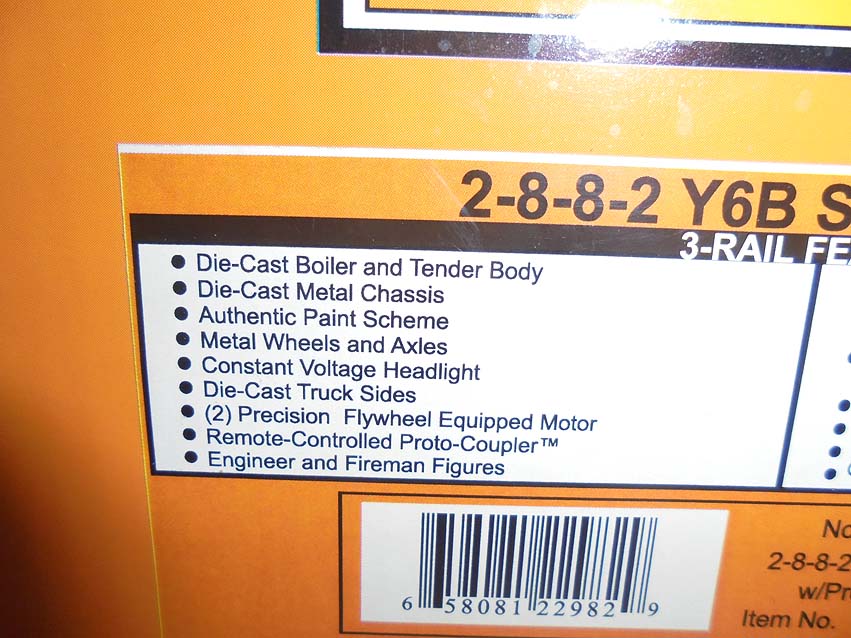 2-8-8-2 Y6B S
3-RAIL FE
• Die-Cast Boiler and Tender Body
• Die-Cast Metal Chassis
• Authentic Paint Scheme
• Metal Wheels and Axles
• Constant Voltage Headlight
• Die-Cast Truck Sides
• (2) Precision Flywheel Equipped Motor
• Remote-Controlled Proto-Coupler™
• Engineer and Fireman Figures
6 58081 22982 9
No
2-8-8-2
w/Pr
Item No.